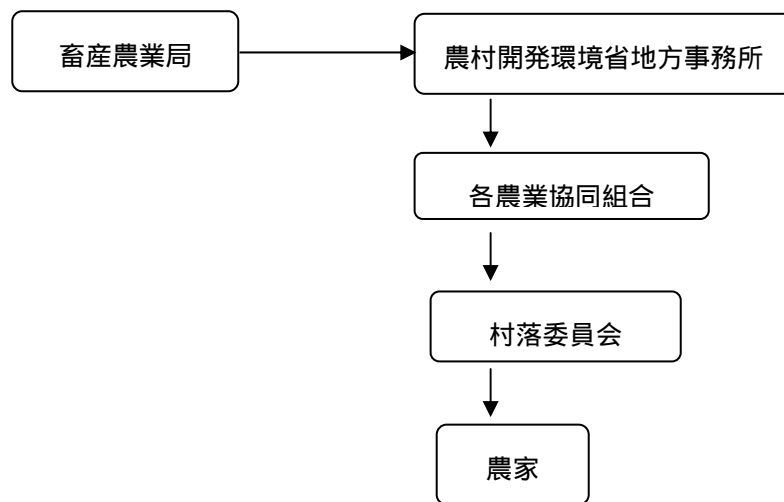 畜産農業局
農村開発環境省地方事務所
各農業協同組合
村落委員会
農家